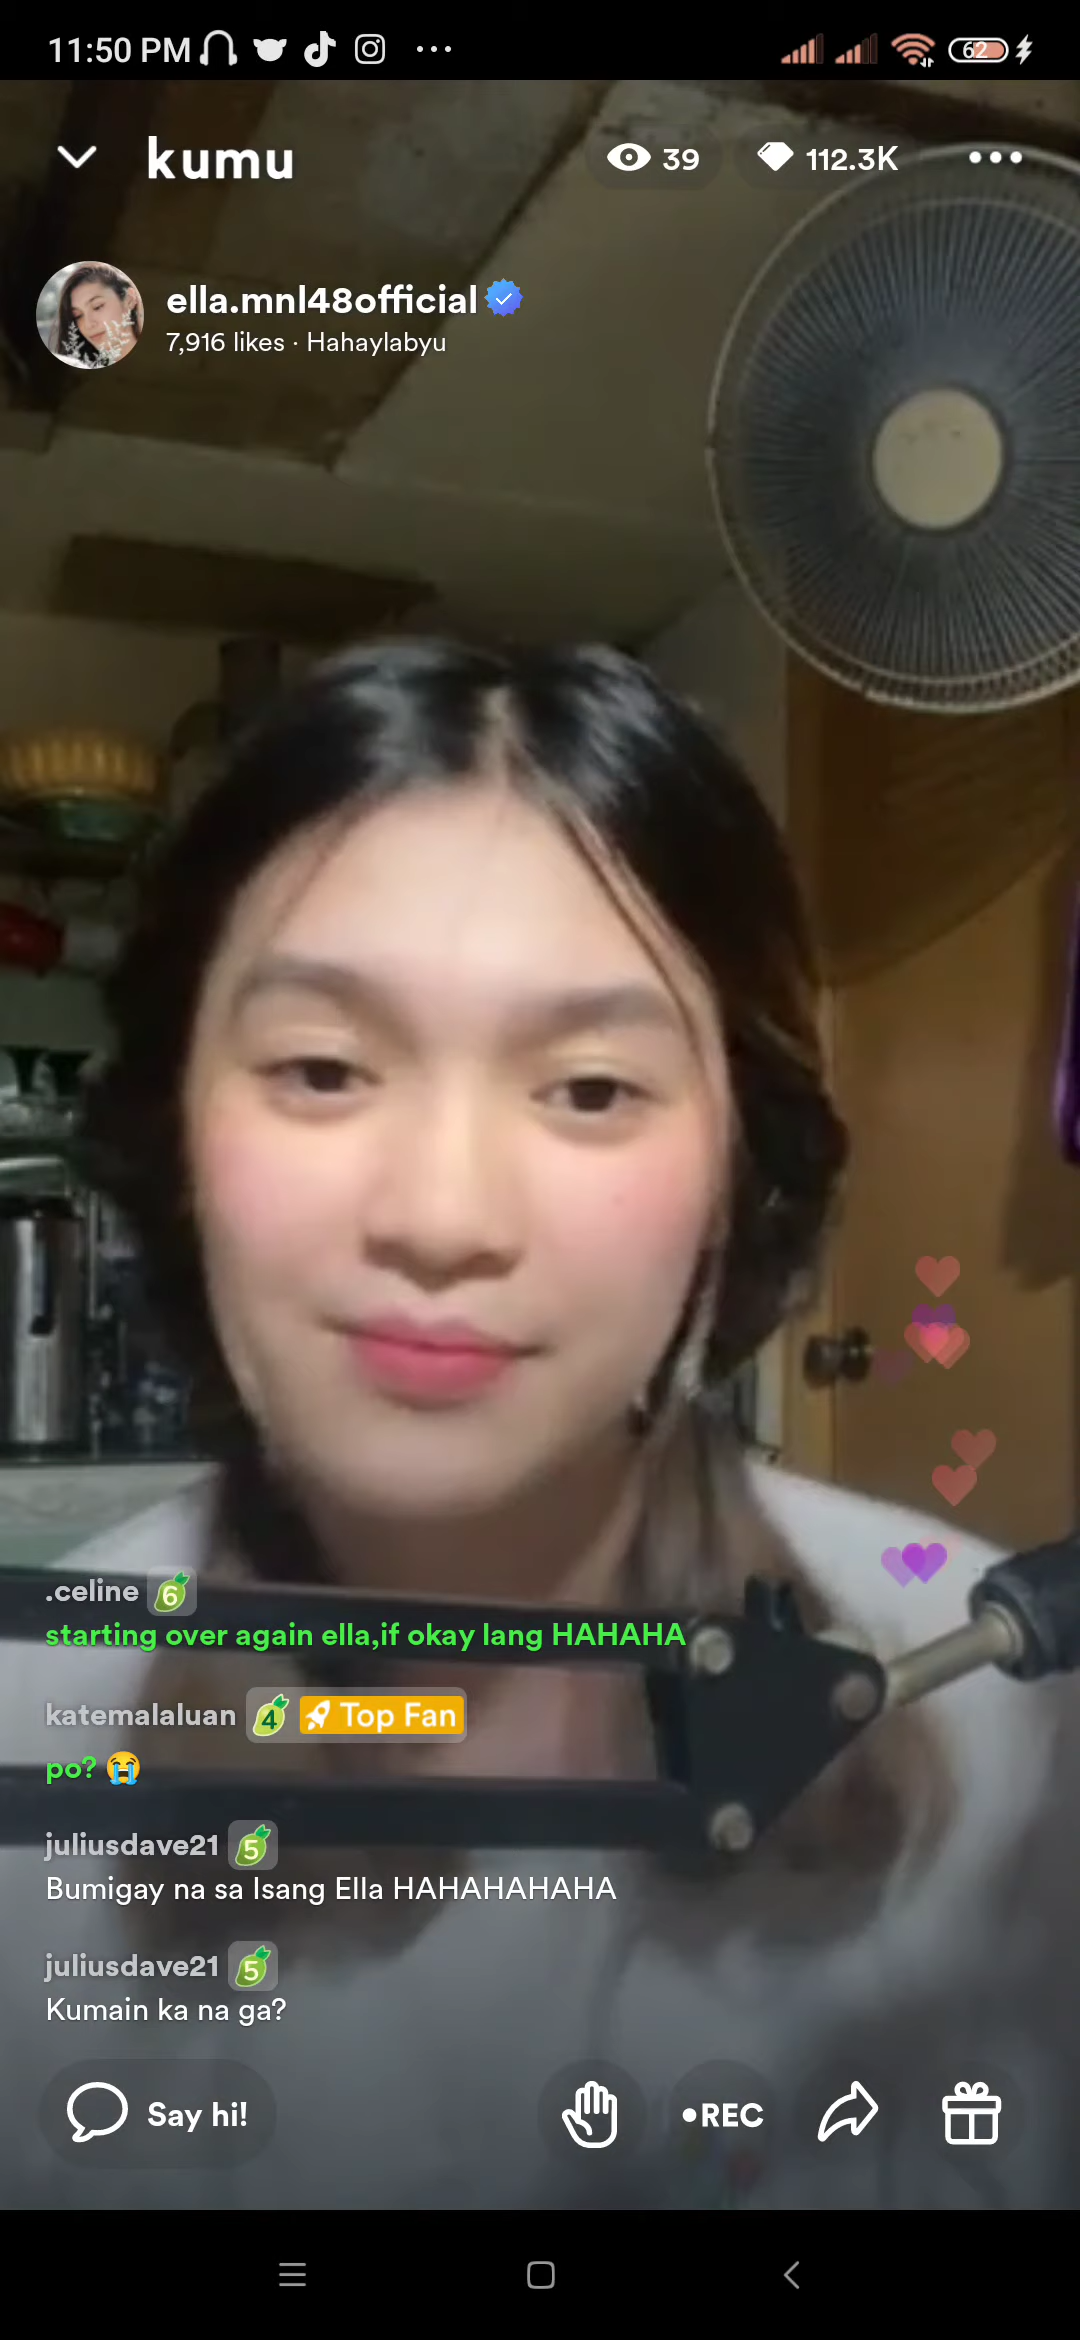 11:50 PM
62
kumu
39
112.3K
ella.mnl48official
7,916 likes · Hahaylabyu
.celine 6
starting over again ella,if okay lang HAHAHA
katemalaluan 4 Top Fan
po? 😭
juliusdave21 5
Bumigay na sa Isang Ella HAHAHAHAHA
juliusdave21 5
Kumain ka na ga?
Say hi!
•REC